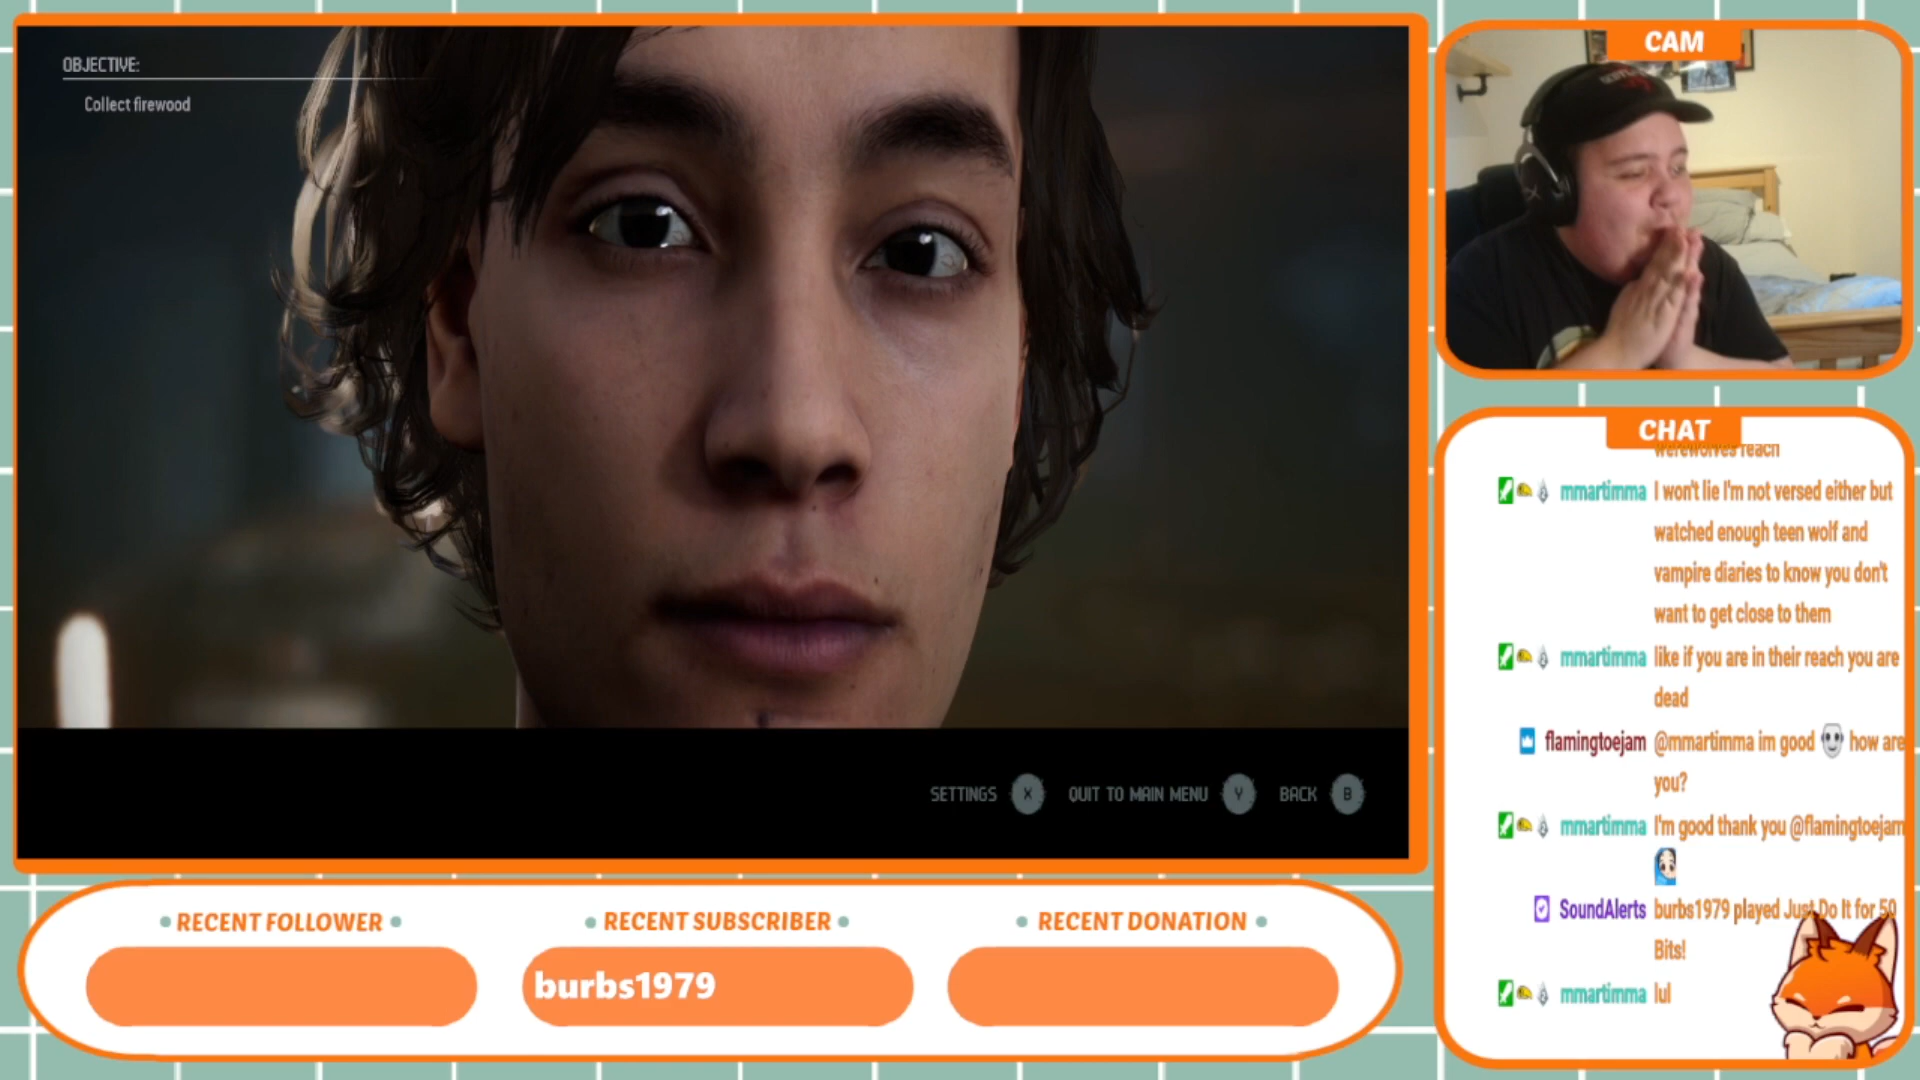 OBJECTIVE:
Collect firewood
SETTINGS X QUIT TO MAIN MENU Y BACK B
CAM
CHAT
werewolves reach
mmartimma I won't lie I'm not versed either but
watched enough teen wolf and
vampire diaries to know you don't
want to get close to them
mmartimma like if you are in their reach you are
dead
flamingtoejam @mmartimma im good how are
you?
mmartimma I'm good thank you @flamingtoejam
SoundAlerts burbs1979 played Just Do It for 50
Bits!
mmartimma lul
RECENT FOLLOWER
RECENT SUBSCRIBER
RECENT DONATION
burbs1979